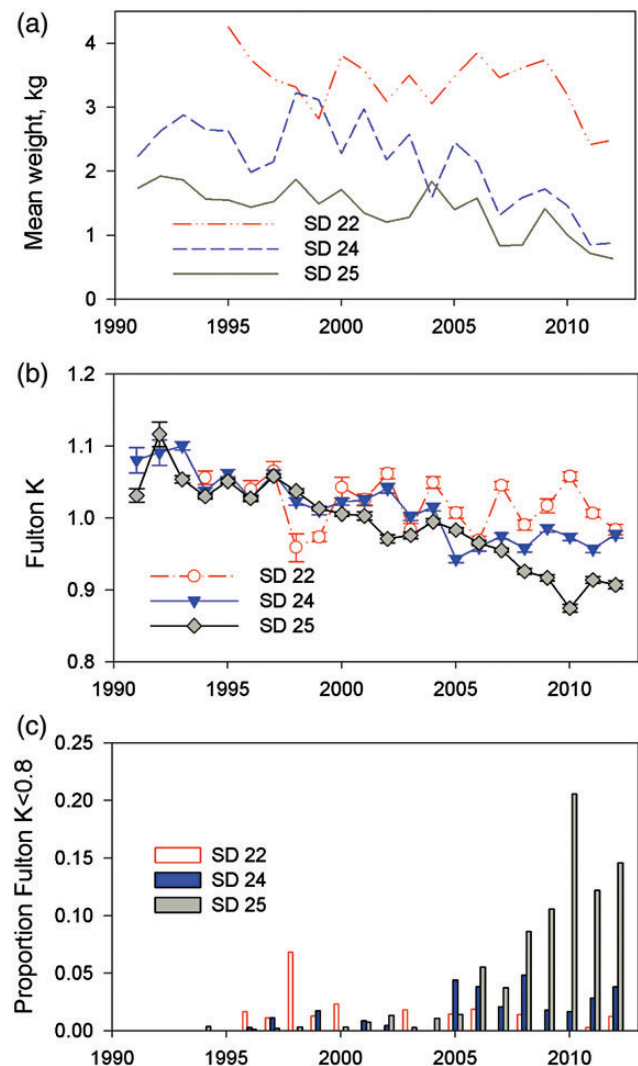 (a)
Mean weight, kg
4
3
2
1
0
SD 22
SD 24
SD 25
1990 1995 2000 2005 2010
(b)
Fulton K
1.2
1.1
1.0
0.9
0.8
SD 22
SD 24
SD 25
1990 1995 2000 2005 2010
(c)
Proportion Fulton K<0.8
0.25
0.20
0.15
0.10
0.05
0.00
SD 22
SD 24
SD 25
1990 1995 2000 2005 2010